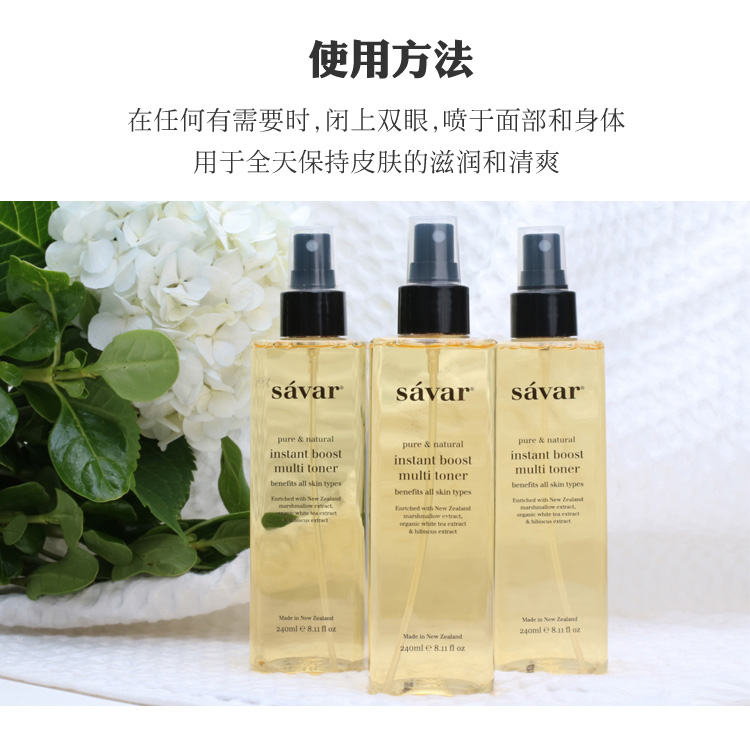 使用方法
在任何有需要时,闭上双眼,喷于面部和身体
用于全天保持皮肤的滋润和清爽
sávar®
pure & natural
instant boost
multi toner
benefits all skin types
Enriched with New Zealand
marshmallow extract,
organic white tea extract
& hibiscus extract
Made in New Zealand
240ml ℮ 8.11 fl oz
sávar®
pure & natural
instant boost
multi toner
benefits all skin types
Enriched with New Zealand
marshmallow extract,
organic white tea extract
& hibiscus extract
Made in New Zealand
240ml ℮ 8.11 fl oz
sávar®
pure & natural
instant boost
multi toner
benefits all skin types
Enriched with New Zealand
marshmallow extract,
organic white tea extract
& hibiscus extract
Made in New Zealand
240ml ℮ 8.11 fl oz